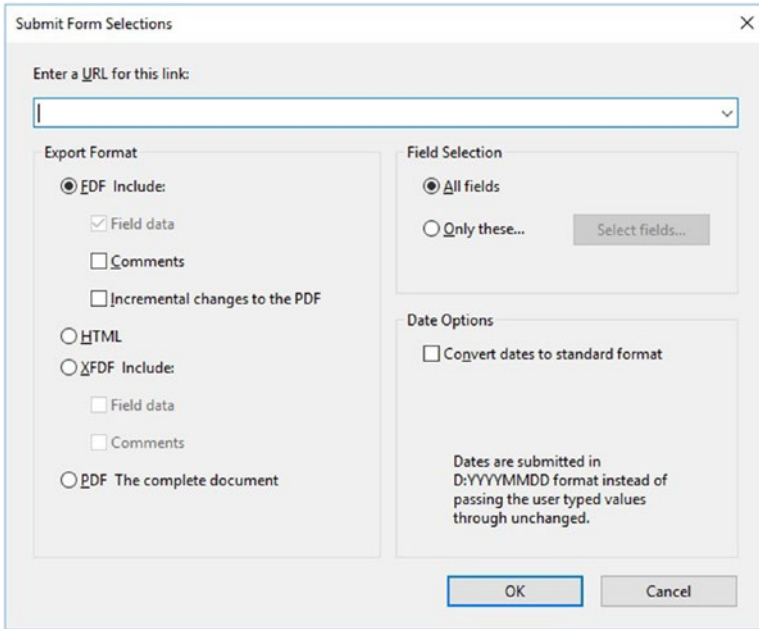 Submit Form Selections
Enter a URL for this link:
Export Format
FDF Include:
Field data
Comments
Incremental changes to the PDF
HTML
XFDF Include:
Field data
Comments
PDF The complete document
Field Selection
All fields
Only these...
Select fields...
Date Options
Convert dates to standard format
Dates are submitted in
D:YYYYMMDD format instead of
passing the user typed values
through unchanged.
OK
Cancel